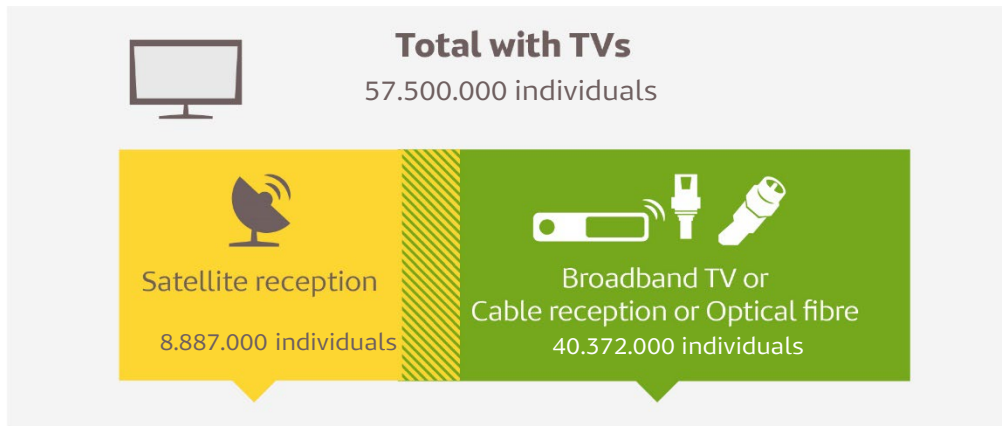 Total with TVs
57.500.000 individuals
Satellite reception
8.887.000 individuals
Broadband TV or
Cable reception or Optical fibre
40.372.000 individuals